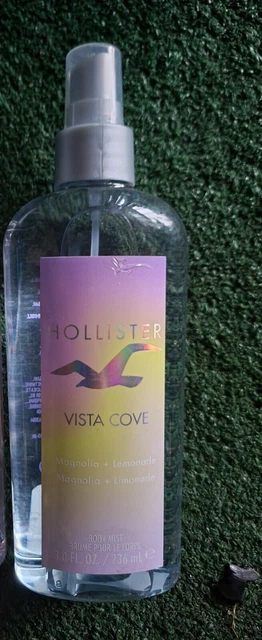 HOLLISTER
VISTA COVE
Magnolia + Lemonade
Magnolia + Limonade
BODY MIST
BRUME POUR LE CORPS
FL OZ / 236 mL e